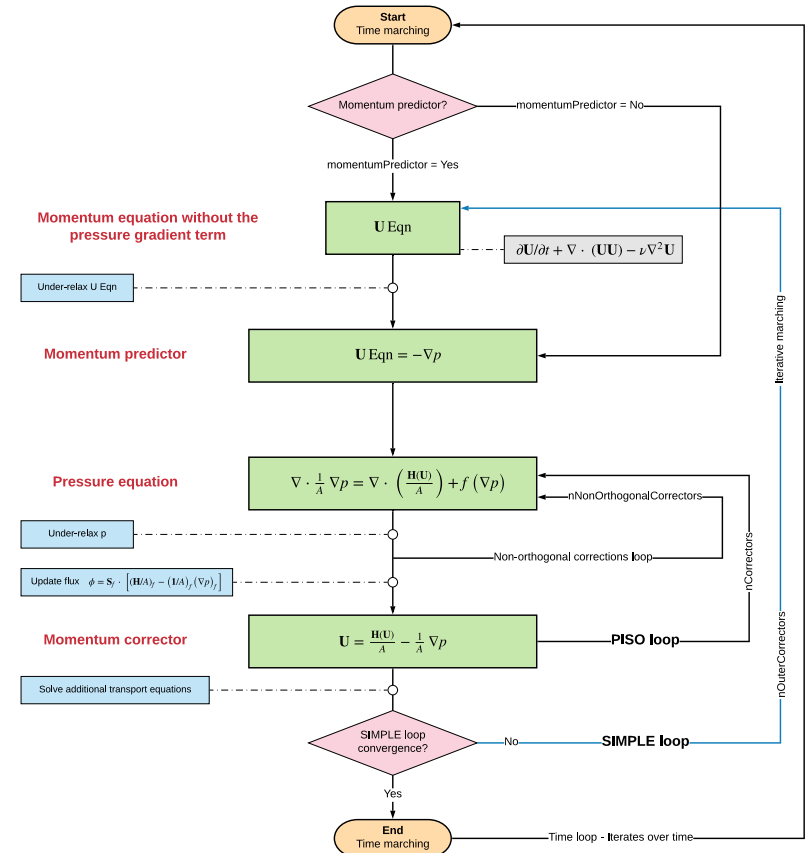 Start
Time marching
Momentum predictor?
momentumPredictor = No
momentumPredictor = Yes
Momentum equation without the
pressure gradient term
U Eqn
∂U/∂t + ∇ · (UU) − ν∇²U
Under-relax U Eqn
Iterative marching
Momentum predictor
U Eqn = −∇p
Pressure equation
∇ · 1/A ∇p = ∇ · (H(U)/A) + f (∇p)
nNonOrthogonalCorrectors
Under-relax p
Non-orthogonal corrections loop
nCorrectors
Update flux ϕ = S_f · [(H/A)_f − (1/A)_f (∇p)_f]
Momentum corrector
U = H(U)/A − 1/A ∇p
PISO loop
nOuterCorrectors
Solve additional transport equations
SIMPLE loop
convergence?
No
SIMPLE loop
Yes
End
Time marching
Time loop - Iterates over time